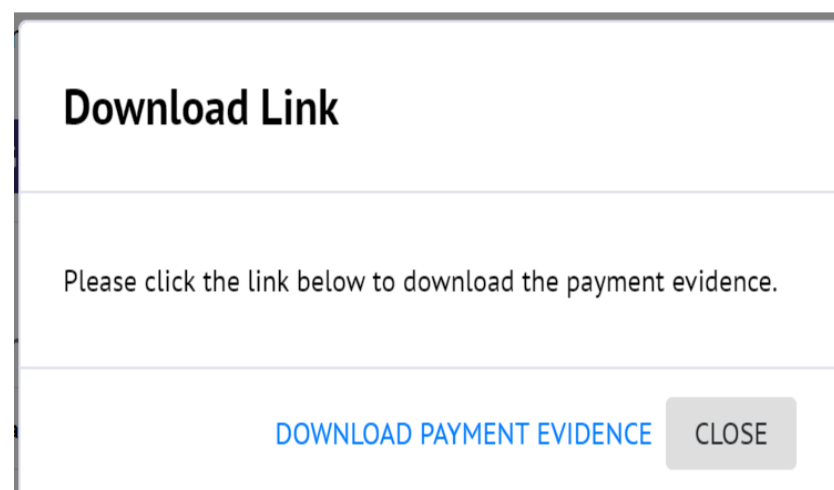 Download Link
Please click the link below to download the payment evidence.
DOWNLOAD PAYMENT EVIDENCE CLOSE